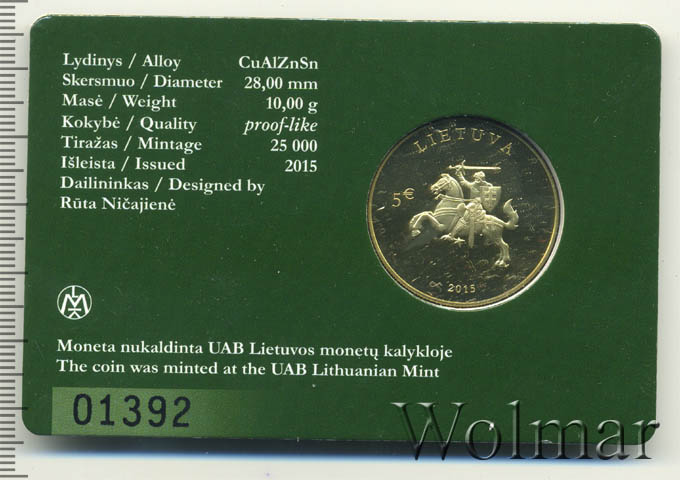 Lydinys / Alloy CuAlZnSn
Skersmuo / Diameter 28,00 mm
Masė / Weight 10,00 g
Kokybė / Quality proof-like
Tiražas / Mintage 25 000
Išleista / Issued 2015
Dailininkas / Designed by
Rūta Ničajienė
LIETUVA
5€
2015
Moneta nukaldinta UAB Lietuvos monetų kalykloje
The coin was minted at the UAB Lithuanian Mint
01392
Wolmar